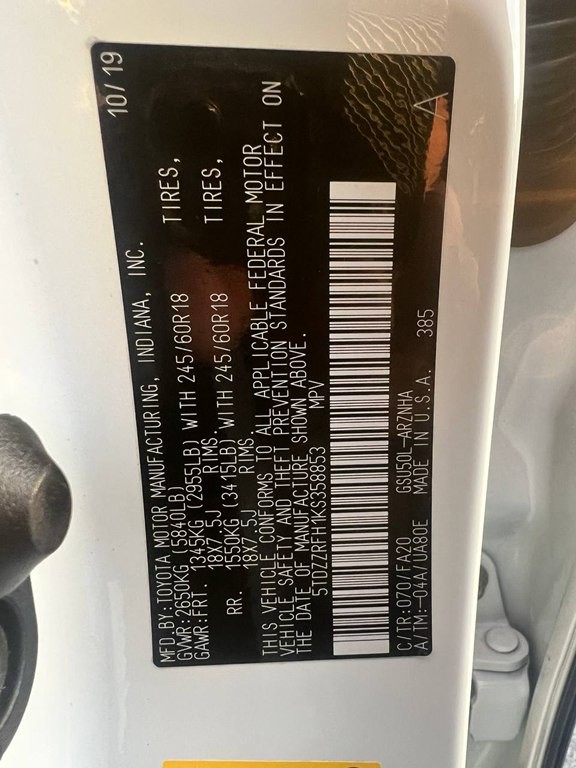 MFD.BY:TOYOTA MOTOR MANUFACTURING, INDIANA, INC. 10/19
GVWR:2650KG (5840LB)
GAWR:FRT. 1345KG (2955LB) WITH 245/60R18 TIRES,
18X7.5J RIMS
RR. 1550KG (3415LB) WITH 245/60R18 TIRES,
18X7.5J RIMS
THIS VEHICLE CONFORMS TO ALL APPLICABLE FEDERAL MOTOR
VEHICLE SAFETY AND THEFT PREVENTION STANDARDS IN EFFECT ON
THE DATE OF MANUFACTURE SHOWN ABOVE.
5TDZZRFH1KS358853 MPV
C/TR:070/FA20 GSU50L-ARZNHA
A/TM:-04A/UA80E MADE IN U.S.A. 385 A